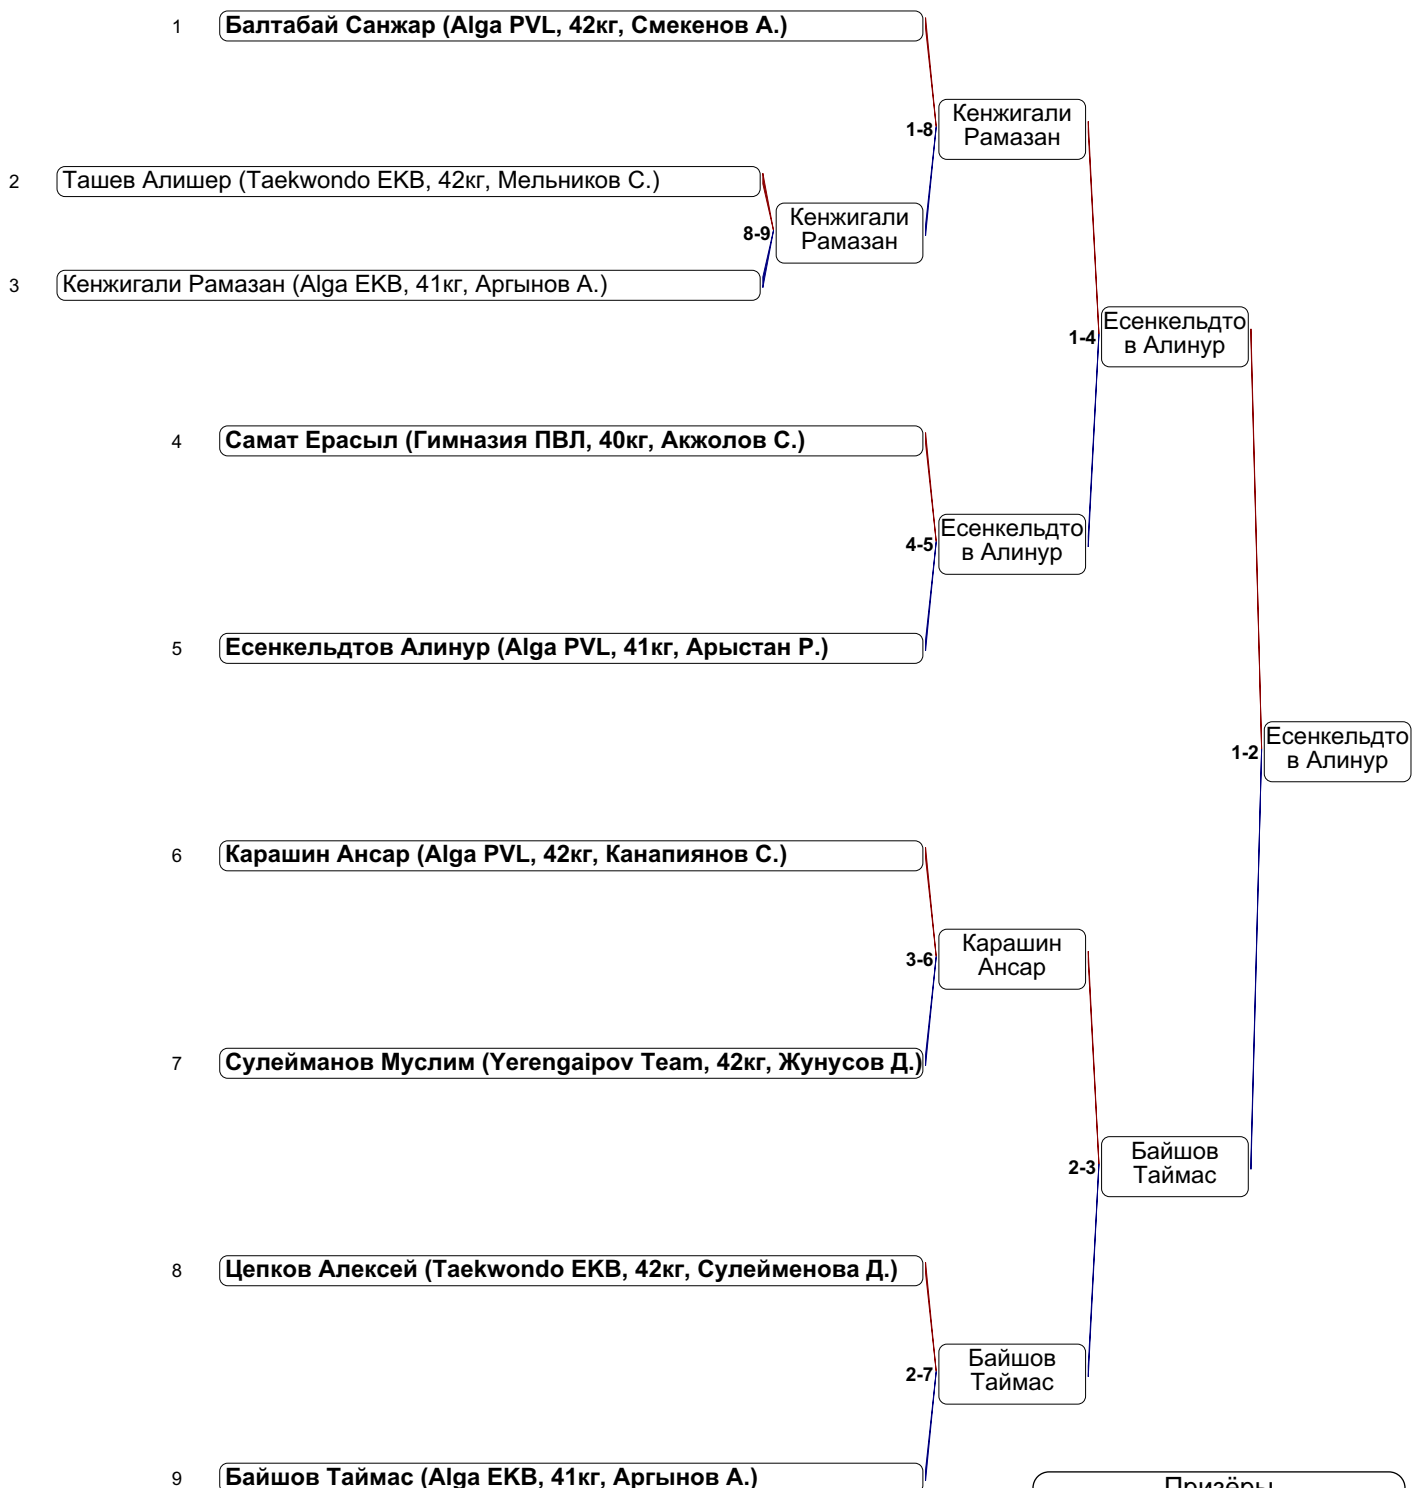 1 Балтабай Санжар (Alga PVL, 42кг, Смекенов А.)
1-8
Кенжигали
Рамазан
2 Ташев Алишер (Taekwondo EKB, 42кг, Мельников С.)
8-9
Кенжигали
Рамазан
3 Кенжигали Рамазан (Alga EKB, 41кг, Аргынов А.)
1-4
Есенкельдто
в Алинур
4 Самат Ерасыл (Гимназия ПВЛ, 40кг, Акжолов С.)
4-5
Есенкельдто
в Алинур
5 Есенкельдтов Алинур (Alga PVL, 41кг, Арыстан Р.)
1-2
Есенкельдто
в Алинур
6 Карашин Ансар (Alga PVL, 42кг, Канапиянов С.)
3-6
Карашин
Ансар
7 Сулейманов Муслим (Yerengaipov Team, 42кг, Жунусов Д.)
2-3
Байшов
Таймас
8 Цепков Алексей (Taekwondo EKB, 42кг, Сулейменова Д.)
2-7
Байшов
Таймас
9 Байшов Таймас (Alga EKB, 41кг, Аргынов А.)
Призёры